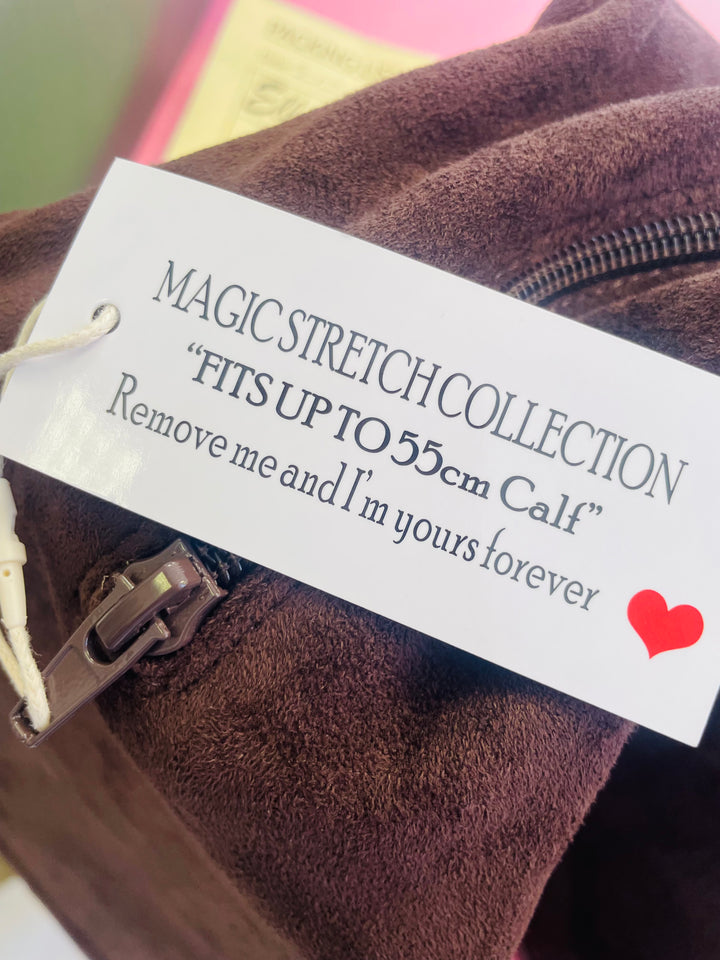 MAGIC STRETCH COLLECTION
“FITS UP TO 55cm Calf”
Remove me and I’m yours forever